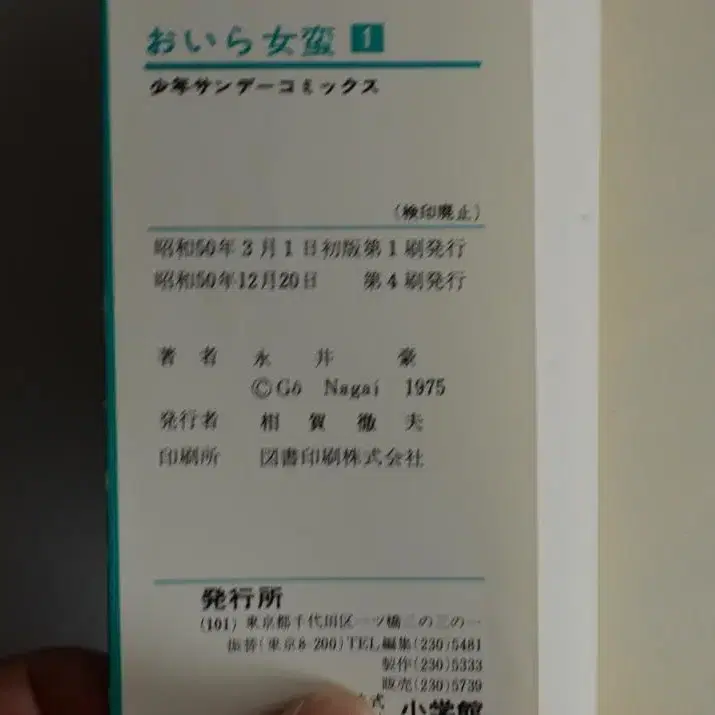 おいら女蛮 1
少年サンデーコミックス
(検印廃止)
昭和50年3月1日初版第1刷発行
昭和50年12月20日 第4刷発行
著者 永井豪
©Gō Nagai 1975
発行者 相賀徹夫
印刷所 図書印刷株式会社
発行所
(101) 東京都千代田区一ツ橋二の三の一
振替(東京8-200)TEL編集(230)5481
製作(230)5333
販売(230)5739
式
小学館